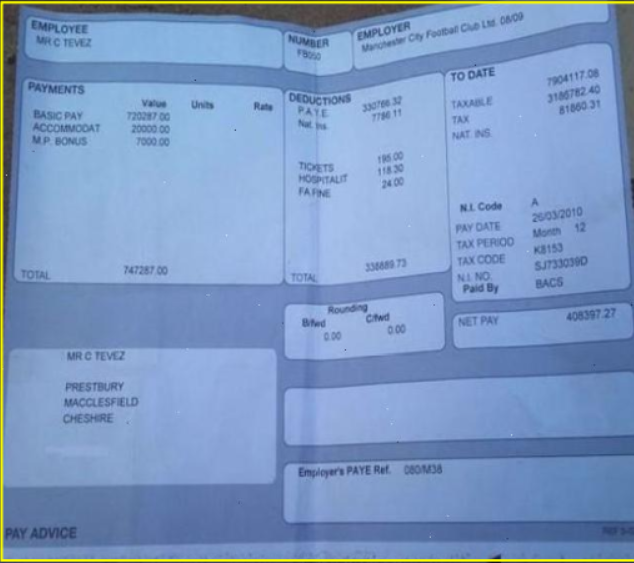 EMPLOYEE
MR C TEVEZ
NUMBER
FB050
EMPLOYER
Manchester City Football Club Ltd. 08/09
PAYMENTS
Value Units Rate
BASIC PAY 720287.00
ACCOMMODAT 20000.00
M.P. BONUS 7000.00
TOTAL 747287.00
DEDUCTIONS
P.A.Y.E. 330766.32
Nat. Ins. 7786.11
TICKETS 195.00
HOSPITALIT 118.30
FA FINE 24.00
TOTAL 338889.73
TO DATE
TAXABLE 7904117.08
TAX 3186782.40
NAT. INS. 81860.31
N.I. Code A
PAY DATE 26/03/2010
TAX PERIOD Month 12
TAX CODE K8153
N.I. NO. SJ733039D
Paid By BACS
Rounding
B/fwd C/fwd
0.00 0.00
NET PAY 408397.27
MR C TEVEZ
PRESTBURY
MACCLESFIELD
CHESHIRE
Employer's PAYE Ref. 080/M38
PAY ADVICE